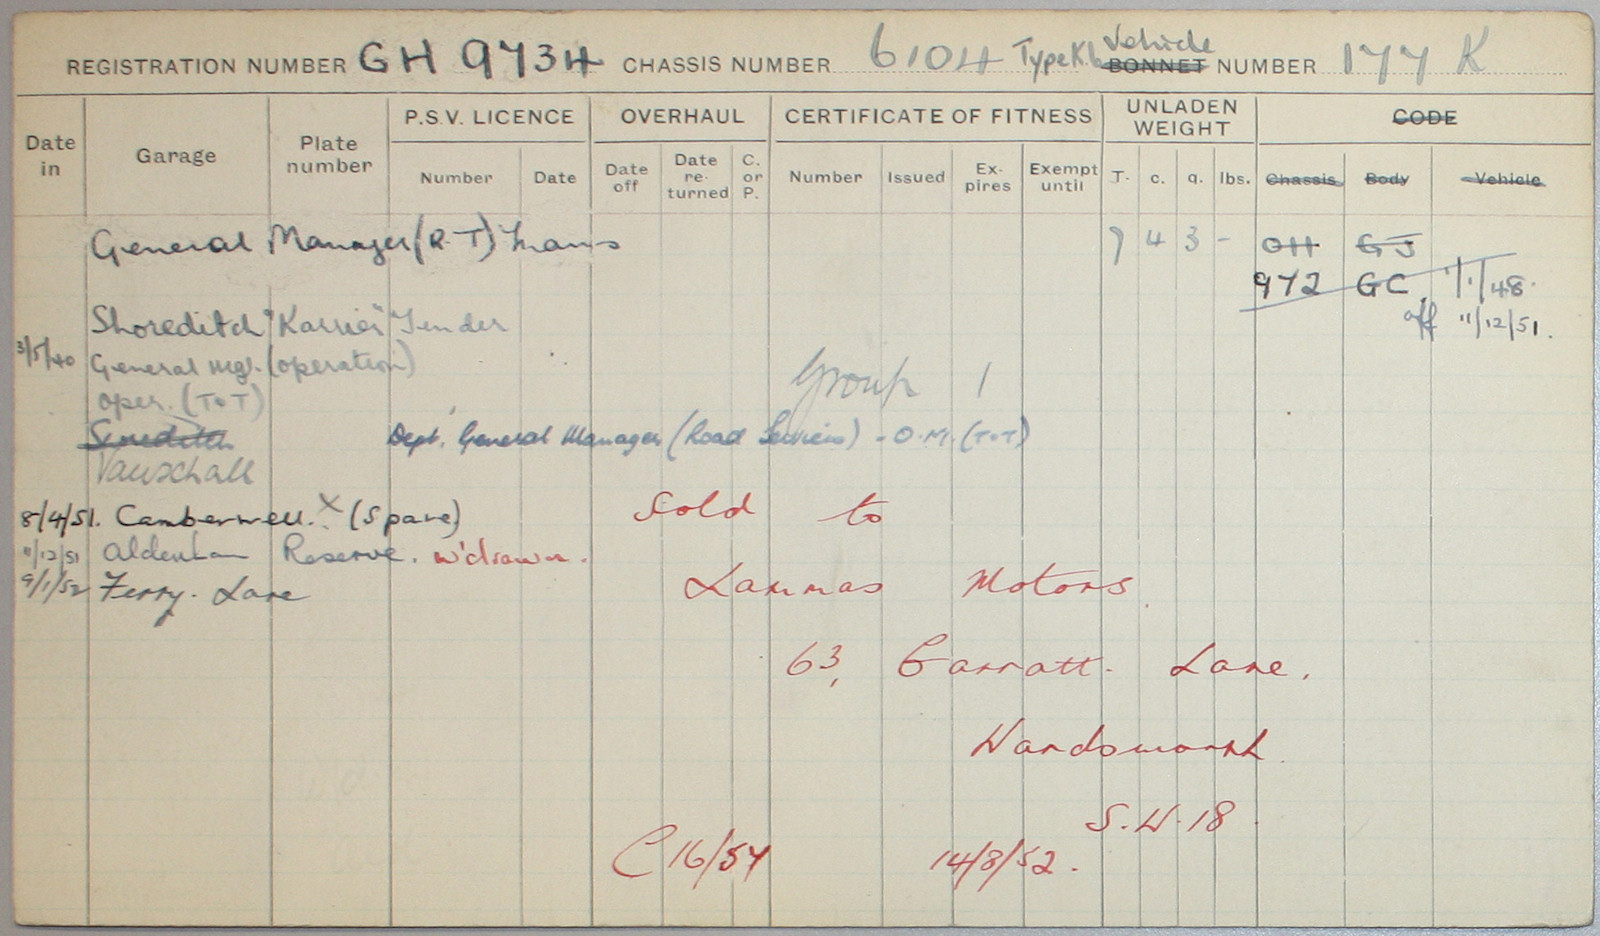 REGISTRATION NUMBER GH 9734 CHASSIS NUMBER 6104 Type Vehicle BONNET NUMBER 177 K
Date in Garage Plate number P.S.V. LICENCE OVERHAUL CERTIFICATE OF FITNESS UNLADEN WEIGHT CODE
Number Date Date off Date re-turned C. or P. Number Issued Ex-pires Exempt until T. c. q. lbs. Chassis Body Vehicle
General Manager (R.T) Trams 7 4 3 - OH GJ
972 GC 1/1/48.
Shoreditch "Karrier" Tender off 11/12/51.
3/5/40 General mgr. (operation) Group 1
oper. (T&T)
Dept. General Manager (Road Services) - O.M. (T&T)
Vauxchall
8/4/51. Camberwell. X (Spare) Sold to
11/12/51 Aldenham Reserve. w'drawn.
9/1/52 Ferry. Lane Lammas Motors.
63, Garratt. Lane.
Wandsworth.
S.W.18.
C16/57 14/8/52.